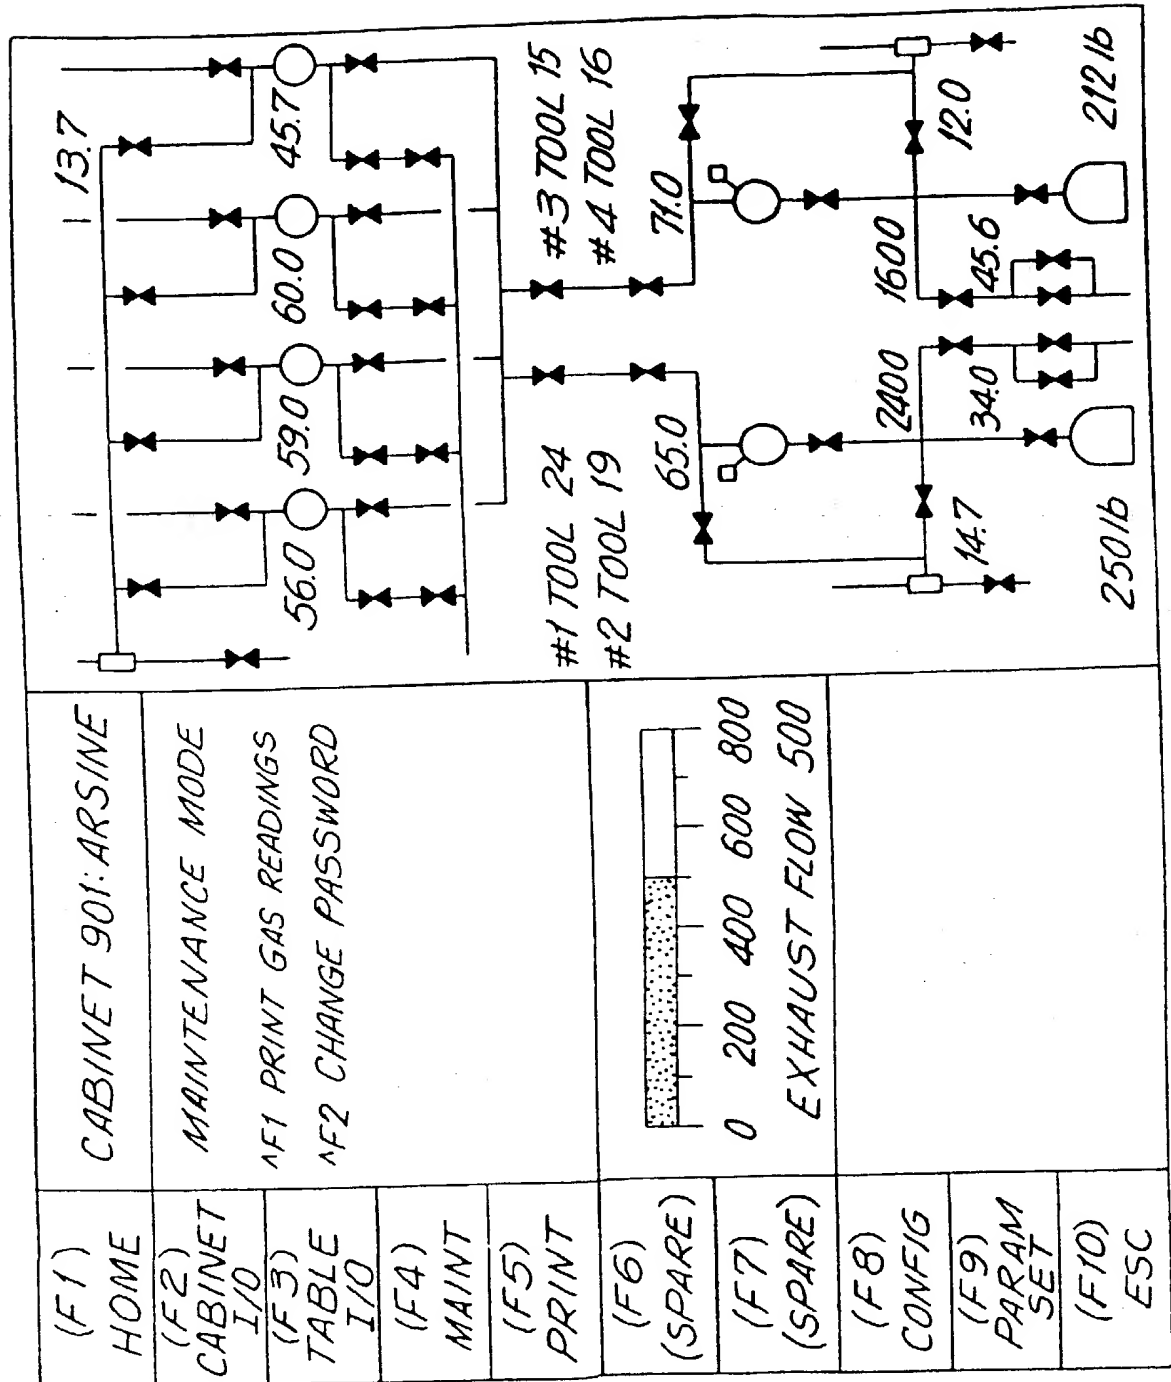 (F1)
HOME
(F2)
CABINET
I/O
(F3)
TABLE
I/O
(F4)
MAINT
(F5)
PRINT
(F6)
(SPARE)
(F7)
(SPARE)
(F8)
CONFIG
(F9)
PARAM
SET
(F10)
ESC
CABINET 901: ARSINE
MAINTENANCE MODE
^F1 PRINT GAS READINGS
^F2 CHANGE PASSWORD
0 200 400 600 800
EXHAUST FLOW 500
13.7
56.0 59.0 60.0 45.7
#1 TOOL 24
#2 TOOL 19
#3 TOOL 15
#4 TOOL 16
65.0 71.0
2400 1600
14.7 34.0 45.6 12.0
250 lb 212 lb